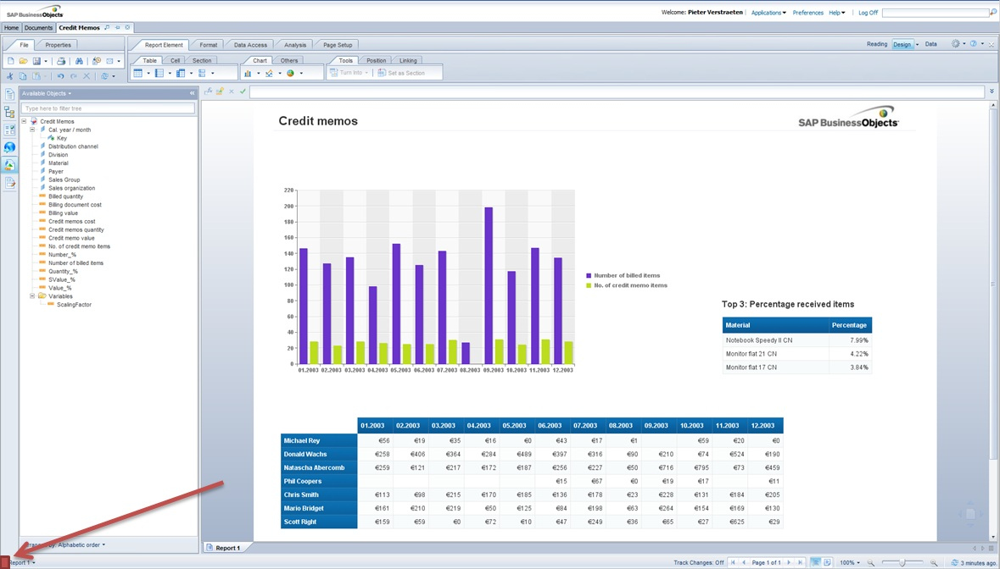 SAP BusinessObjects
Welcome: Pieter Verstraeten
Applications
Preferences
Help
Log Off
Home
Documents
Credit Memos
File
Properties
Report Element
Format
Data Access
Analysis
Page Setup
Reading
Design
Data
Table
Cell
Section
Chart
Others
Tools
Position
Linking
Turn Into
Set as Section
Available Objects
Type here to filter tree
Credit Memos
Cal. year / month
Key
Distribution channel
Division
Material
Payer
Sales Group
Sales organization
Billed quantity
Billing document cost
Billing value
Credit memos cost
Credit memos quantity
Credit memo value
No. of credit memo items
Number_%
Number of billed items
Quantity_%
SValue_%
Value_%
Variables
ScalingFactor
by: Alphabetic order
Report 1
Credit memos
SAP BusinessObjects
220
200
180
160
140
120
100
80
60
40
20
0
01.2003 02.2003 03.2003 04.2003 05.2003 06.2003 07.2003 08.2003 09.2003 10.2003 11.2003 12.2003
Number of billed items
No. of credit memo items
Top 3: Percentage received items
Material Percentage
Notebook Speedy II CN 7.99%
Monitor flat 21 CN 4.22%
Monitor flat 17 CN 3.84%
01.2003 02.2003 03.2003 04.2003 05.2003 06.2003 07.2003 08.2003 09.2003 10.2003 11.2003 12.2003
Michael Rey €56 €19 €35 €16 €0 €43 €17 €1 €59 €20 €0
Donald Wachs €258 €406 €364 €284 €489 €397 €316 €90 €210 €74 €524 €190
Natascha Abercomb €259 €121 €217 €172 €187 €256 €227 €50 €716 €795 €73 €459
Phil Coopers €15 €67 €0 €19 €17 €11
Chris Smith €113 €98 €215 €170 €185 €136 €178 €23 €228 €131 €184 €205
Mario Bridget €161 €210 €219 €50 €125 €84 €198 €63 €264 €154 €169 €130
Scott Right €159 €59 €0 €72 €10 €47 €249 €36 €65 €27 €625 €29
Report 1
Track Changes: Off
Page 1 of 1
100%
3 minutes ago